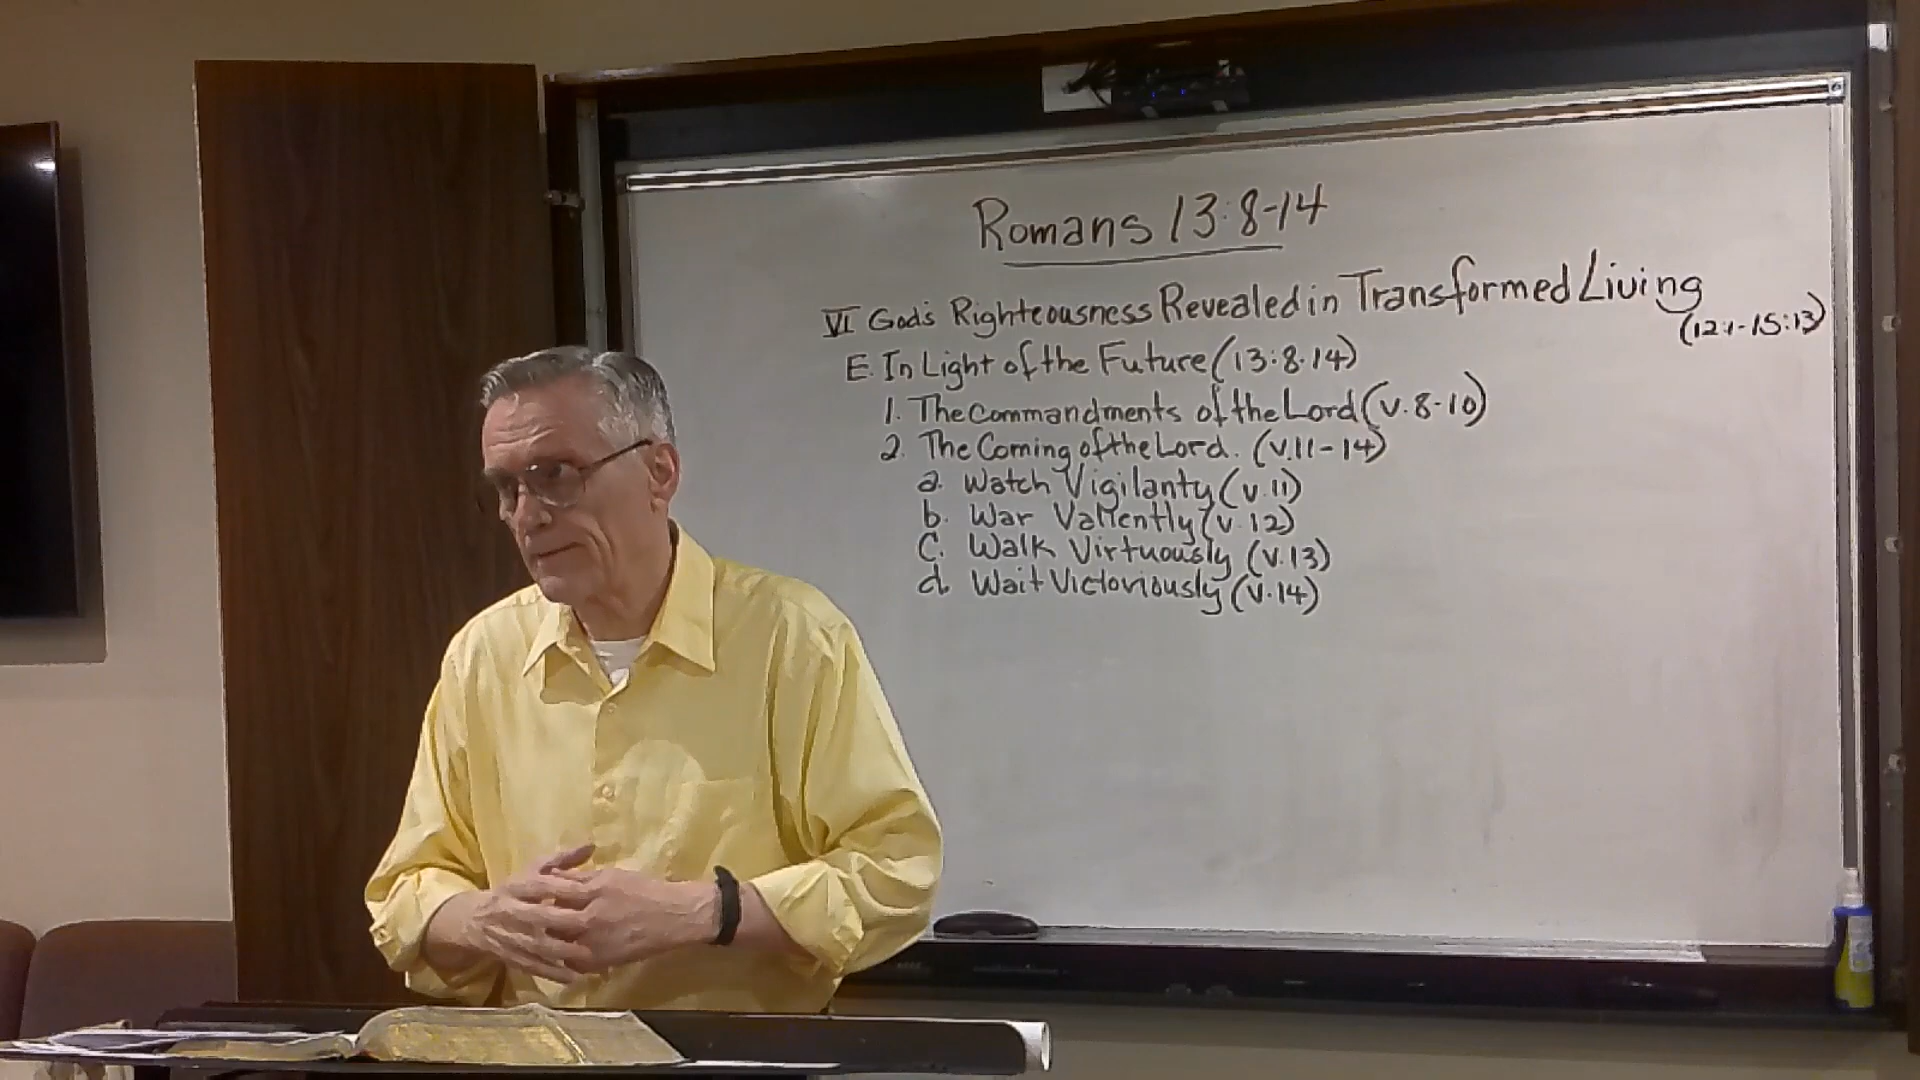 Romans 13:8-14
VI God's Righteousness Revealed in Transformed Living
(12:1-15:13)
E. In Light of the Future (13:8-14)
1. The Commandments of the Lord (v.8-10)
2. The Coming of the Lord. (v.11-14)
a. Watch Vigilanty (v.11)
b. War Valiently (v.12)
C. Walk Virtuously (v.13)
d. Wait Victoriously (v.14)